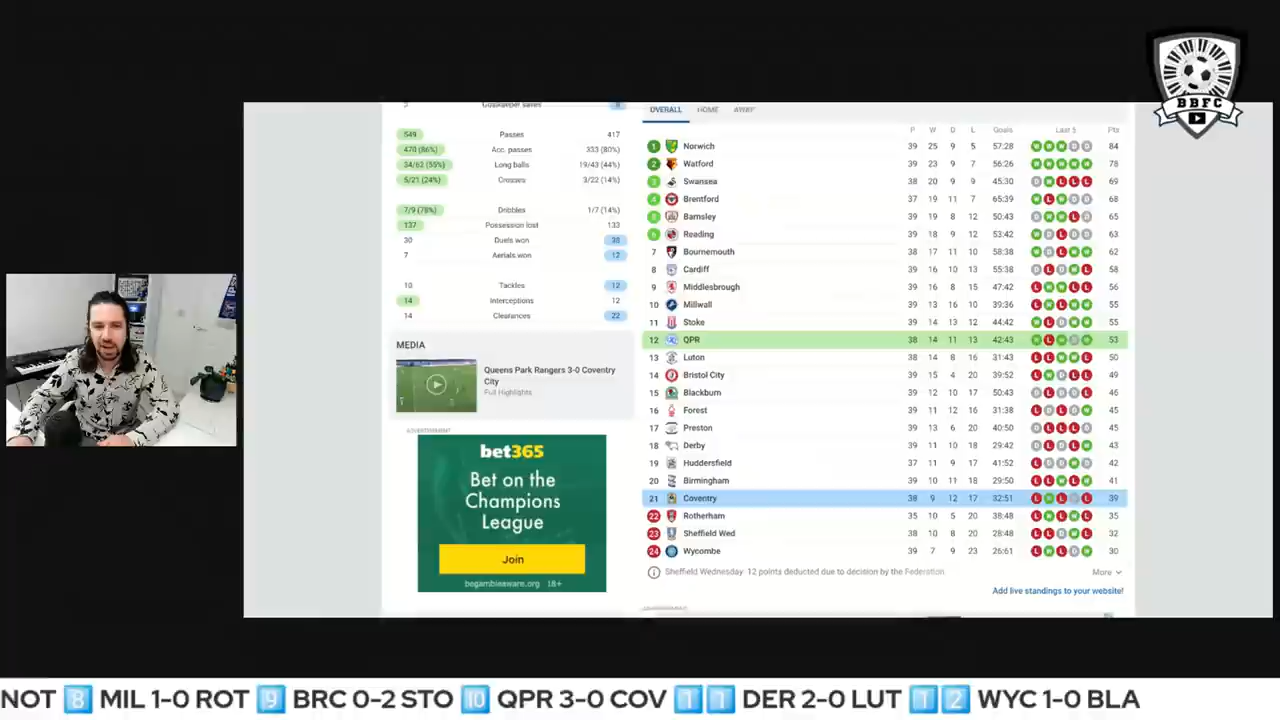 BBFC
Goalkeeper saves
549 Passes 417
470 (86%) Acc. passes 333 (80%)
34/62 (55%) Long balls 19/43 (44%)
5/21 (24%) Crosses 3/22 (14%)
7/9 (78%) Dribbles 1/7 (14%)
137 Possession lost 133
30 Duels won 38
7 Aerials won 12
10 Tackles 12
14 Interceptions 12
14 Clearances 22
MEDIA
Queens Park Rangers 3-0 Coventry
City
Full Highlights
ADVERTISEMENT
bet365
Bet on the
Champions
League
Join
begambleaware.org 18+
OVERALL HOME AWAY
P W D L Goals Last 5 Pts
1 Norwich 39 25 9 5 57:28 W W W D D 84
2 Watford 39 23 9 7 56:26 W W W W W 78
3 Swansea 38 20 9 9 45:30 D W L L L 69
4 Brentford 37 19 11 7 65:39 W L W D D 68
5 Barnsley 39 19 8 12 50:43 D W W L D 65
6 Reading 39 18 9 12 53:42 W D L D D 63
7 Bournemouth 38 17 11 10 58:38 W D L W W 62
8 Cardiff 39 16 10 13 55:38 D L D W L 58
9 Middlesbrough 39 16 8 15 47:42 L W W L L 56
10 Millwall 39 13 16 10 39:36 L W L W W 55
11 Stoke 39 14 13 12 44:42 W L D W W 55
12 QPR 38 14 11 13 42:43 53
13 Luton 38 14 8 16 31:43 L W W L L 50
14 Bristol City 39 15 4 20 39:52 L W D L L 49
15 Blackburn 39 12 10 17 50:43 D L D D L 46
16 Forest 39 11 12 16 31:38 L D L D W 45
17 Preston 39 13 6 20 40:50 D L L L D 45
18 Derby 39 11 10 18 29:42 D L D L W 43
19 Huddersfield 37 11 9 17 41:52 L D D W D 42
20 Birmingham 39 10 11 18 29:50 L L W L W 41
21 Coventry 38 9 12 17 32:51 39
22 Rotherham 35 10 5 20 38:48 L W L W L 35
23 Sheffield Wed 38 10 8 20 28:48 L L D W L 32
24 Wycombe 39 7 9 23 26:61 L W L D W 30
Sheffield Wednesday 12 points deducted due to decision by the Federation
More
Add live standings to your website!
ADVERTISEMENT
NOT 8 MIL 1-0 ROT 9 BRC 0-2 STO 10 QPR 3-0 COV 1 1 DER 2-0 LUT 1 2 WYC 1-0 BLA